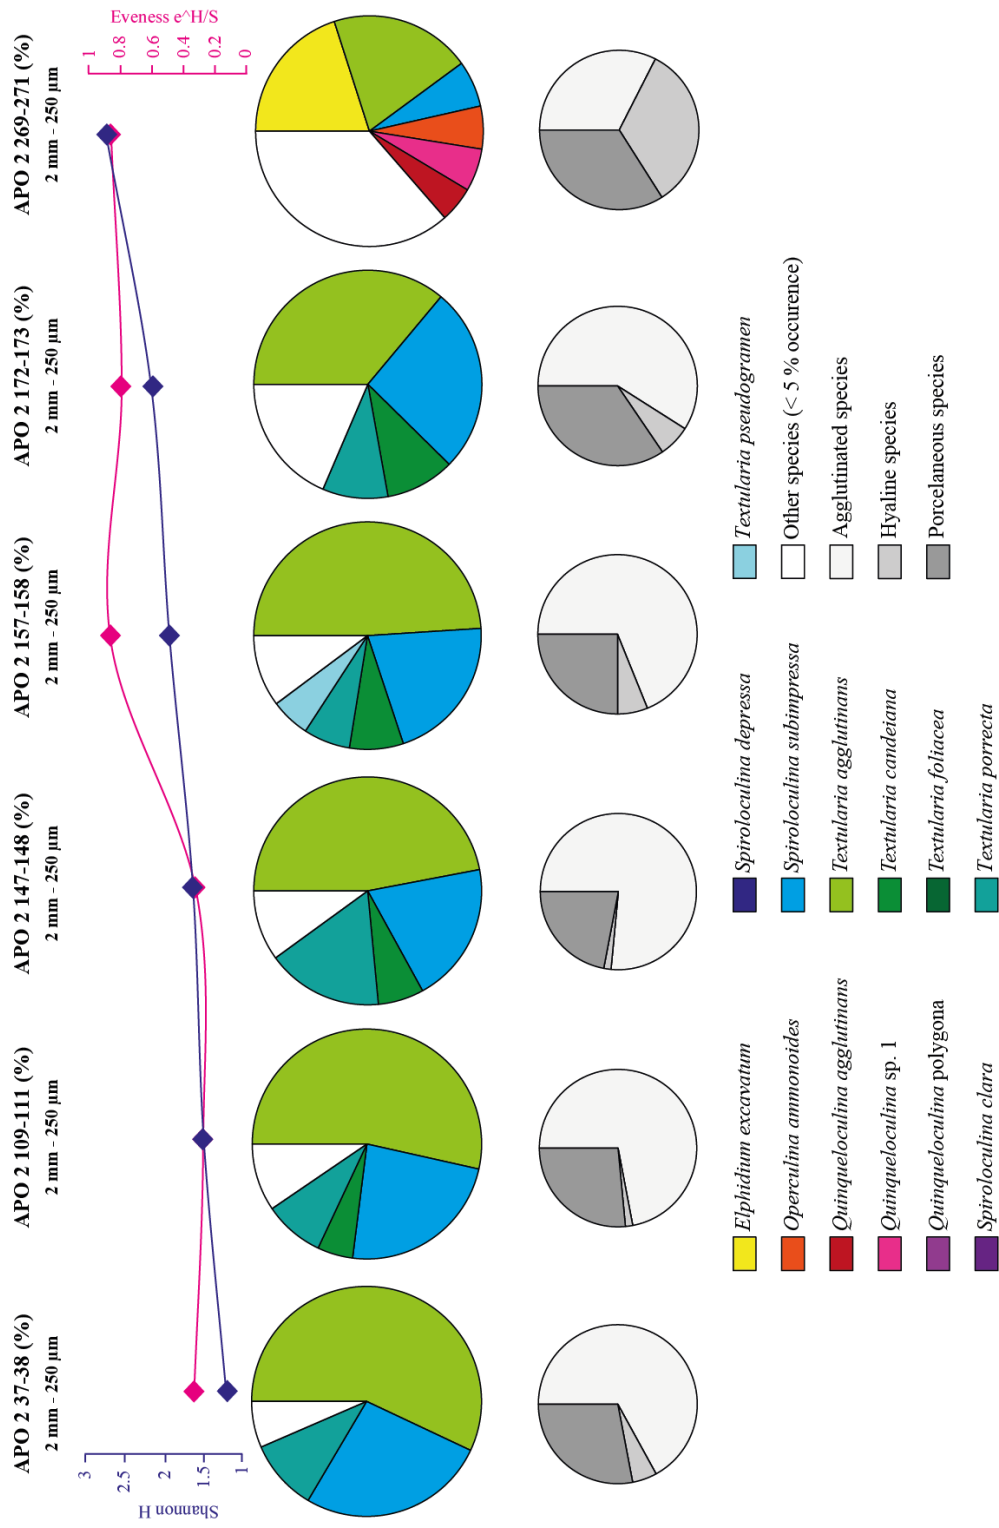 APO 2 37-38 (%)
2 mm - 250 µm
APO 2 109-111 (%)
2 mm - 250 µm
APO 2 147-148 (%)
2 mm - 250 µm
APO 2 157-158 (%)
2 mm - 250 µm
APO 2 172-173 (%)
2 mm - 250 µm
APO 2 269-271 (%)
2 mm - 250 µm
Shannon H
3
2.5
2
1.5
1
Eveness e^H/S
1
0.8
0.6
0.4
0.2
0
Elphidium excavatum
Operculina ammonoides
Quinqueloculina agglutinans
Quinqueloculina sp. 1
Quinqueloculina polygona
Spiroloculina clara
Spiroloculina depressa
Spiroloculina subimpressa
Textularia agglutinans
Textularia candeiana
Textularia foliacea
Textularia porrecta
Textularia pseudogramen
Other species (< 5 % occurence)
Agglutinated species
Hyaline species
Porcelaneous species